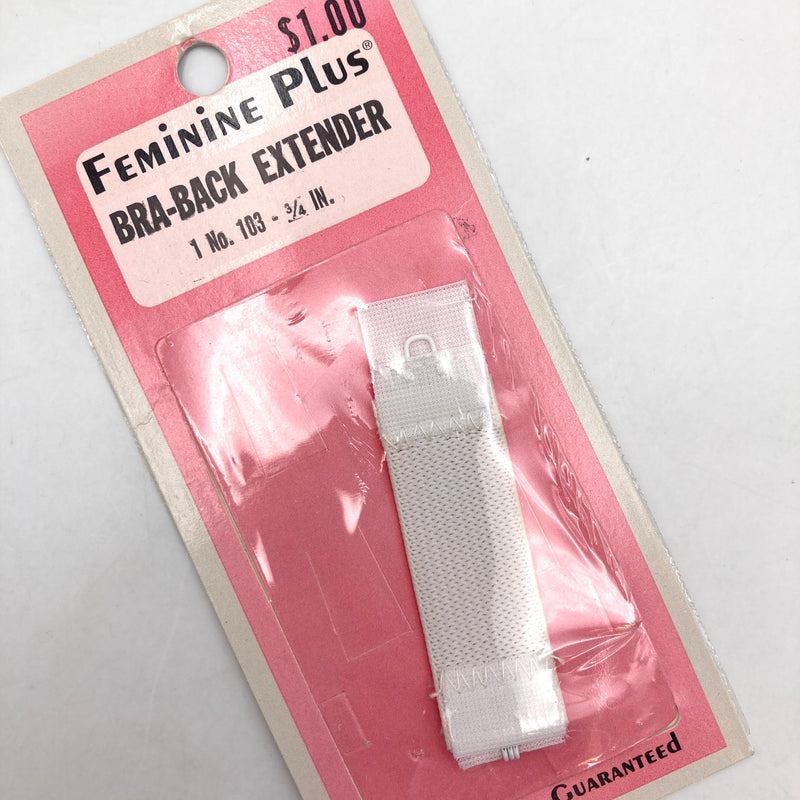 $1.00
FEMININE PLUS®
BRA-BACK EXTENDER
1 No. 103 - 3/4 IN.
GUARANTEED